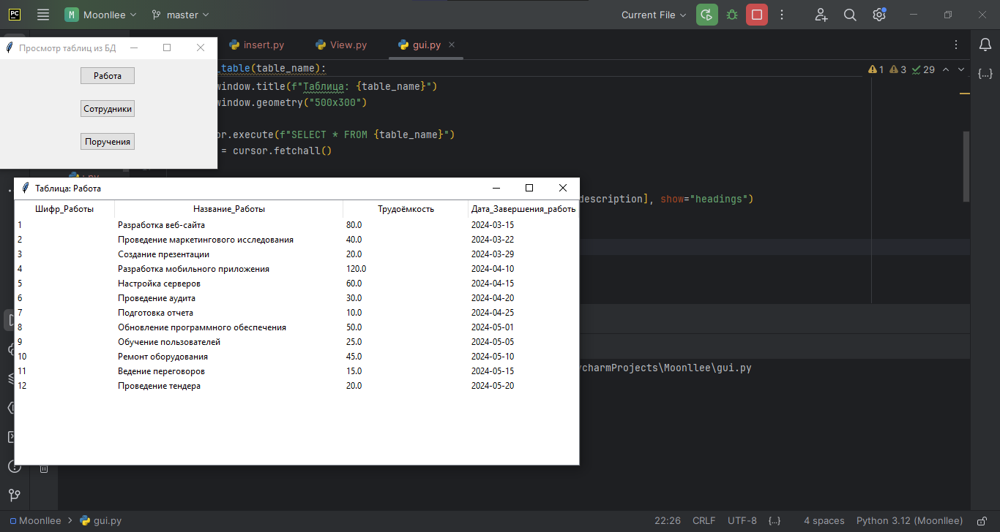 PC
M Moonllee master Current File
Просмотр таблиц из БД
Работа
Сотрудники
Поручения
insert.py View.py gui.py
_table(table_name): 1 3 29
window.title(f"Таблица: {table_name}")
window.geometry("500x300")
or.execute(f"SELECT * FROM {table_name}")
= cursor.fetchall()
description], show="headings")
Таблица: Работа
Шифр_Работы Название_Работы Трудоёмкость Дата_Завершения_работь
1 Разработка веб-сайта 80.0 2024-03-15
2 Проведение маркетингового исследования 40.0 2024-03-22
3 Создание презентации 20.0 2024-03-29
4 Разработка мобильного приложения 120.0 2024-04-10
5 Настройка серверов 60.0 2024-04-15
6 Проведение аудита 30.0 2024-04-20
7 Подготовка отчета 10.0 2024-04-25
8 Обновление программного обеспечения 50.0 2024-05-01
9 Обучение пользователей 25.0 2024-05-05
10 Ремонт оборудования 45.0 2024-05-10
11 Ведение переговоров 15.0 2024-05-15
12 Проведение тендера 20.0 2024-05-20
ycharmProjects\Moonllee\gui.py
Moonllee > gui.py 22:26 CRLF UTF-8 {...} 4 spaces Python 3.12 (Moonllee)